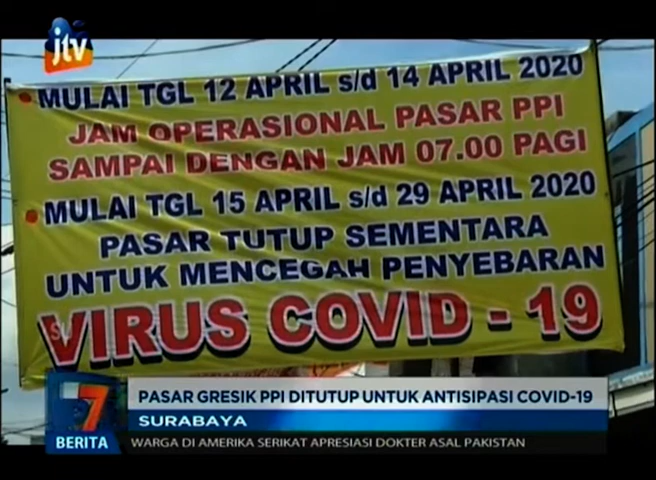 jtv
MULAI TGL 12 APRIL s/d 14 APRIL 2020
JAM OPERASIONAL PASAR PPI
SAMPAI DENGAN JAM 07.00 PAGI
MULAI TGL 15 APRIL s/d 29 APRIL 2020
PASAR TUTUP SEMENTARA
UNTUK MENCEGAH PENYEBARAN
VIRUS COVID - 19
7
BERITA
PASAR GRESIK PPI DITUTUP UNTUK ANTISIPASI COVID-19
SURABAYA
WARGA DI AMERIKA SERIKAT APRESIASI DOKTER ASAL PAKISTAN